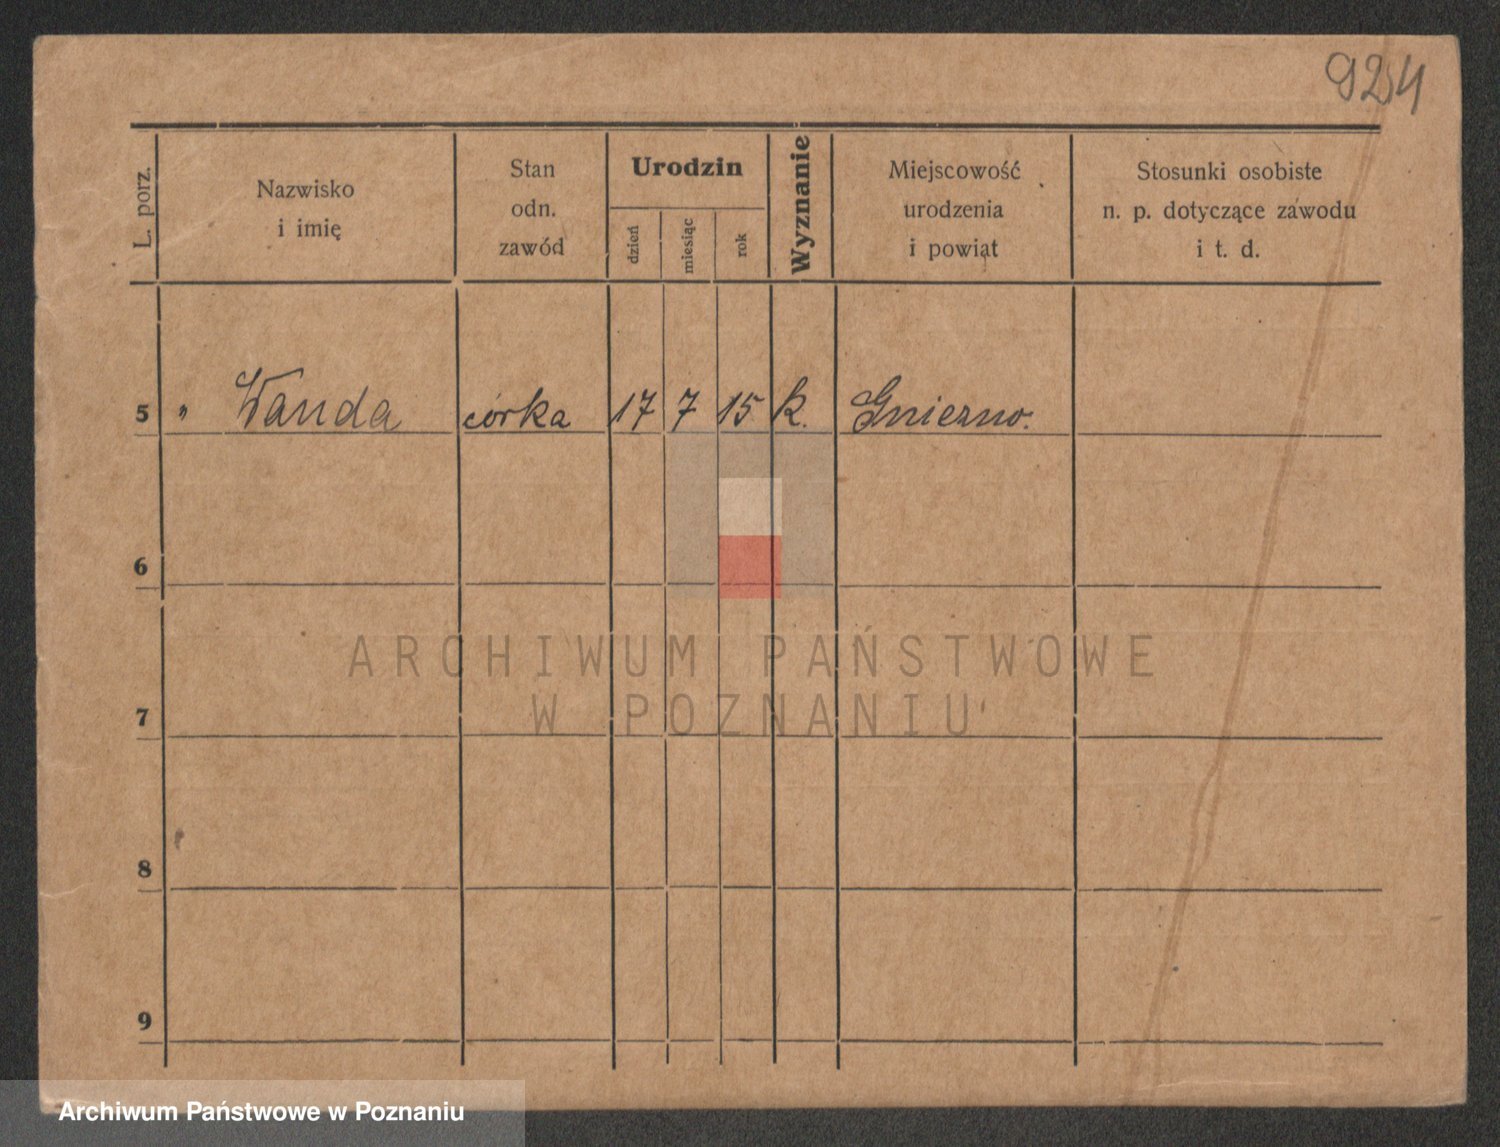 924
L. porz.
Nazwisko
i imię
Stan
odn.
zawód
Urodzin
dzień
miesiąc
rok
Wyznanie
Miejscowość
urodzenia
i powiat
Stosunki osobiste
n. p. dotyczące zawodu
i t. d.
5 " Wanda córka 17 7 15 k. Gniezno.
6
7
8
9
ARCHIWUM PAŃSTWOWE
W POZNANIU
Archiwum Państwowe w Poznaniu